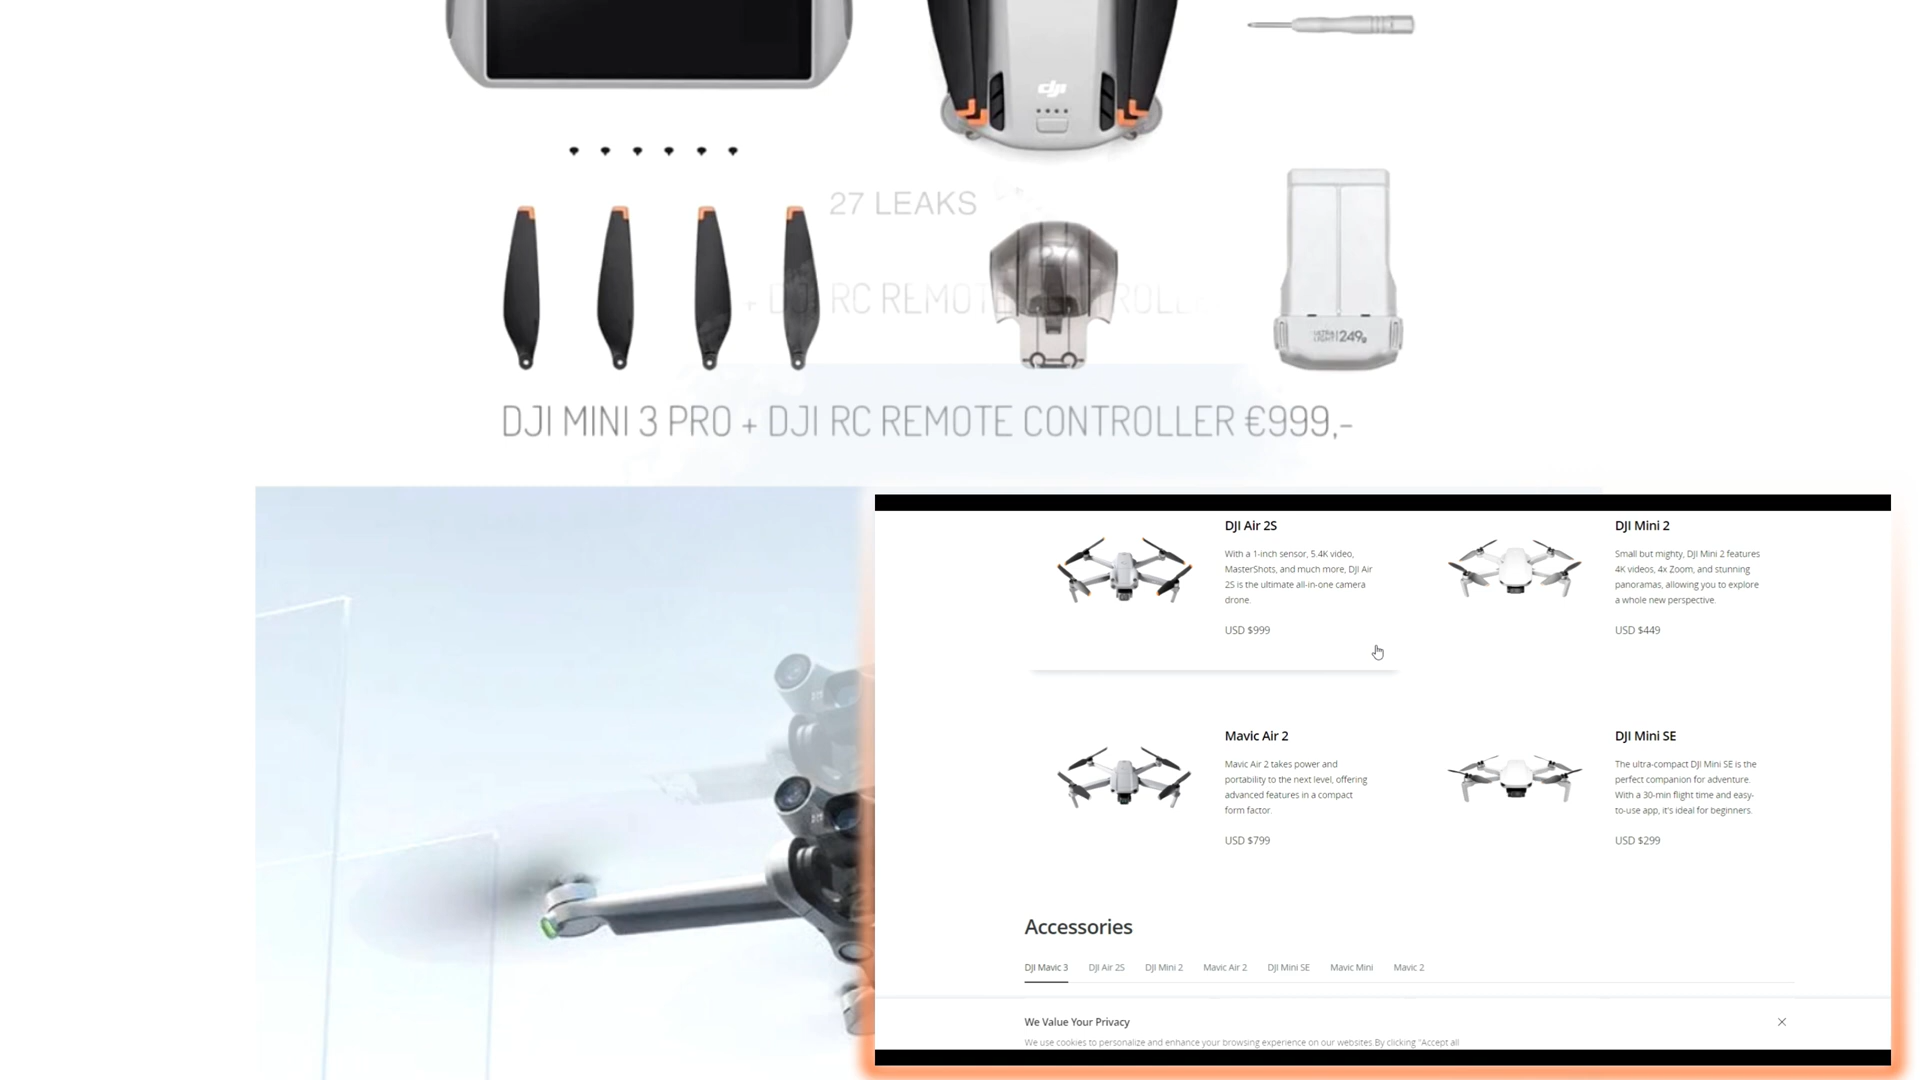 dji
27 LEAKS
ULTRA
LIGHT 249g
+ DJI RC REMOTE CONTROLLER
DJI MINI 3 PRO + DJI RC REMOTE CONTROLLER €999,-
DJI Air 2S
With a 1-inch sensor, 5.4K video,
MasterShots, and much more, DJI Air
2S is the ultimate all-in-one camera
drone.
USD $999
DJI Mini 2
Small but mighty, DJI Mini 2 features
4K videos, 4x Zoom, and stunning
panoramas, allowing you to explore
a whole new perspective.
USD $449
Mavic Air 2
Mavic Air 2 takes power and
portability to the next level, offering
advanced features in a compact
form factor.
USD $799
DJI Mini SE
The ultra-compact DJI Mini SE is the
perfect companion for adventure.
With a 30-min flight time and easy-
to-use app, it's ideal for beginners.
USD $299
Accessories
DJI Mavic 3 DJI Air 2S DJI Mini 2 Mavic Air 2 DJI Mini SE Mavic Mini Mavic 2
We Value Your Privacy
We use cookies to personalize and enhance your browsing experience on our websites.By clicking "Accept all